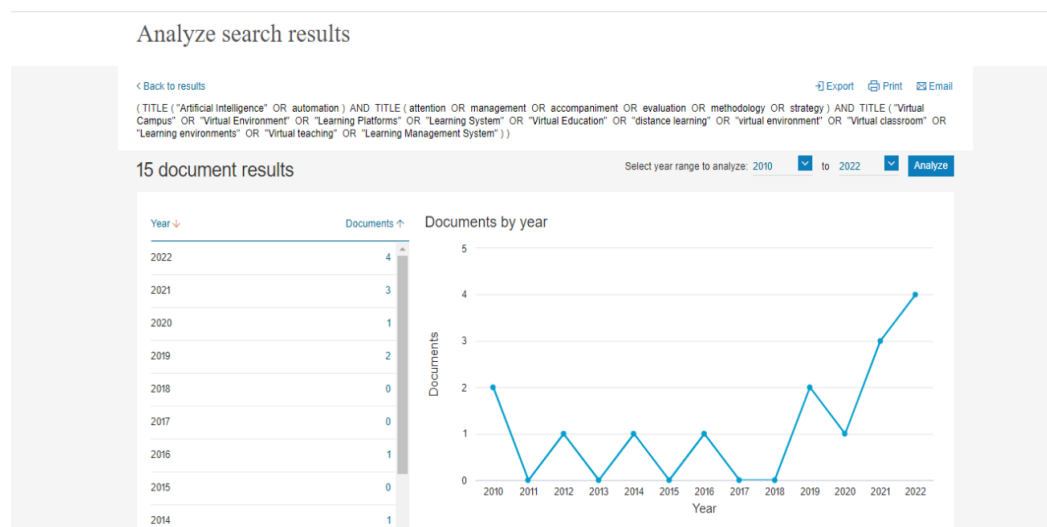 Analyze search results
< Back to results
Export Print Email
( TITLE ( "Artificial Intelligence" OR automation ) AND TITLE ( attention OR management OR accompaniment OR evaluation OR methodology OR strategy ) AND TITLE ( "Virtual
Campus" OR "Virtual Environment" OR "Learning Platforms" OR "Learning System" OR "Virtual Education" OR "distance learning" OR "virtual environment" OR "Virtual classroom" OR
"Learning environments" OR "Virtual teaching" OR "Learning Management System" ) )
15 document results
Select year range to analyze: 2010 to 2022 Analyze
Year ↓ Documents ↑
2022 4
2021 3
2020 1
2019 2
2018 0
2017 0
2016 1
2015 0
2014 1
Documents by year
5
4
3
2
1
0
Documents
2010 2011 2012 2013 2014 2015 2016 2017 2018 2019 2020 2021 2022
Year